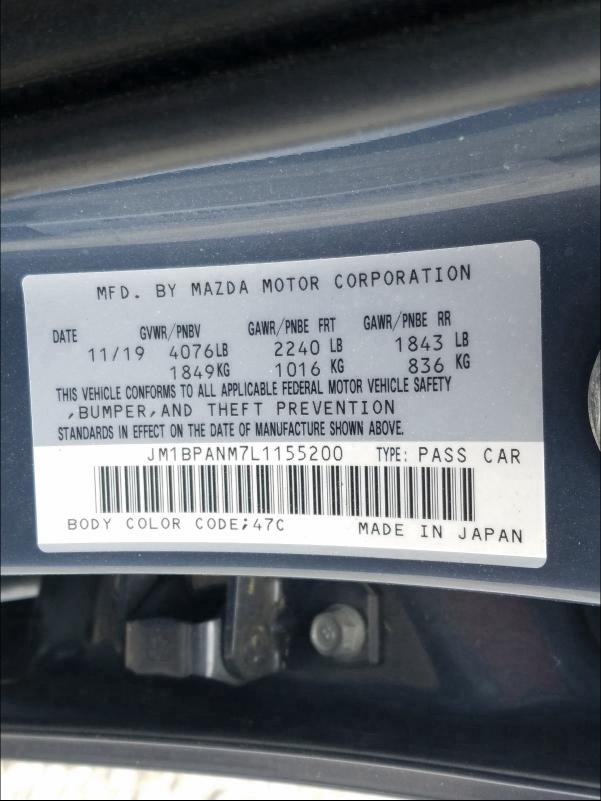 MFD. BY MAZDA MOTOR CORPORATION
DATE GVWR/PNBV GAWR/PNBE FRT GAWR/PNBE RR
11/19 4076LB 2240 LB 1843 LB
1849KG 1016 KG 836 KG
THIS VEHICLE CONFORMS TO ALL APPLICABLE FEDERAL MOTOR VEHICLE SAFETY
,BUMPER,AND THEFT PREVENTION
STANDARDS IN EFFECT ON THE DATE OF MANUFACTURE SHOWN ABOVE.
JM1BPANM7L1155200 TYPE: PASS CAR
BODY COLOR CODE;47C MADE IN JAPAN